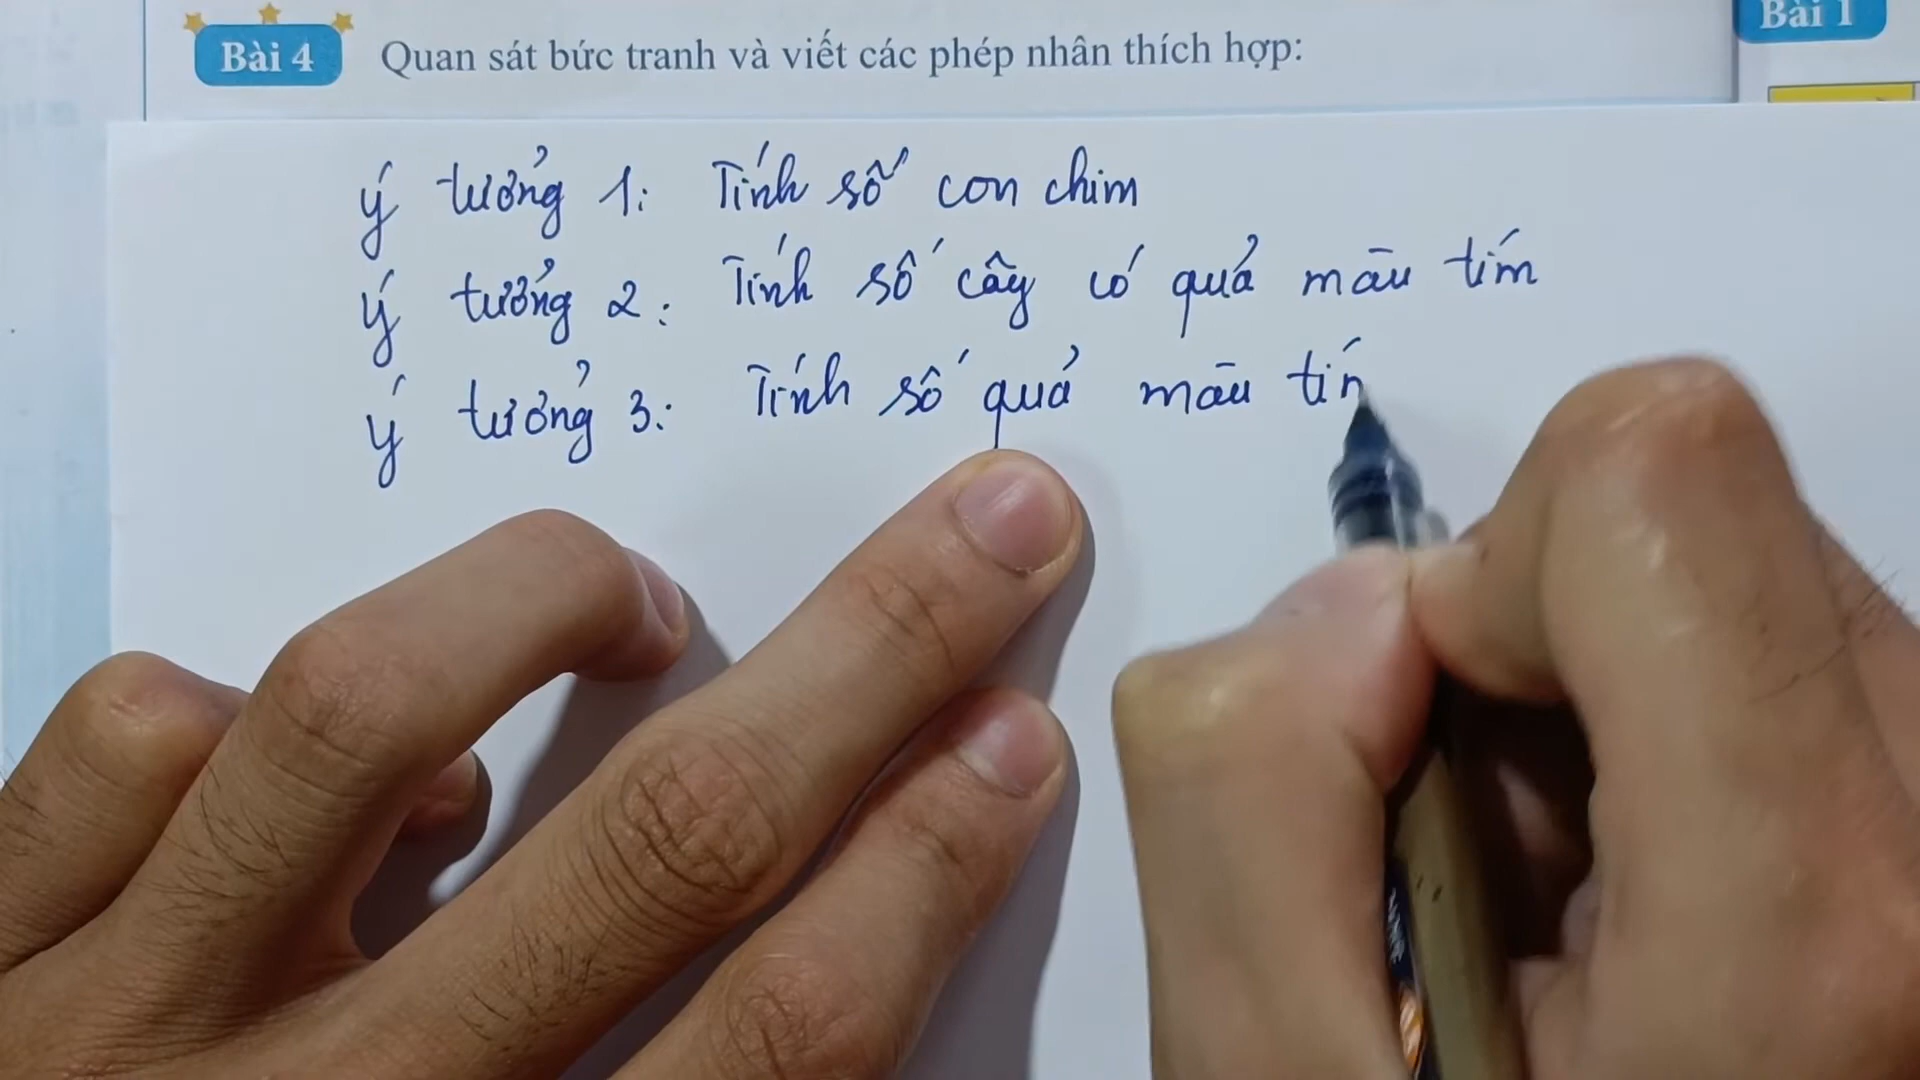 Bài 4 Quan sát bức tranh và viết các phép nhân thích hợp:
Bài 1
Ý tưởng 1: Tính số con chim
Ý tưởng 2: Tính số cây có quả màu tím
Ý tưởng 3: Tính số quả màu tín